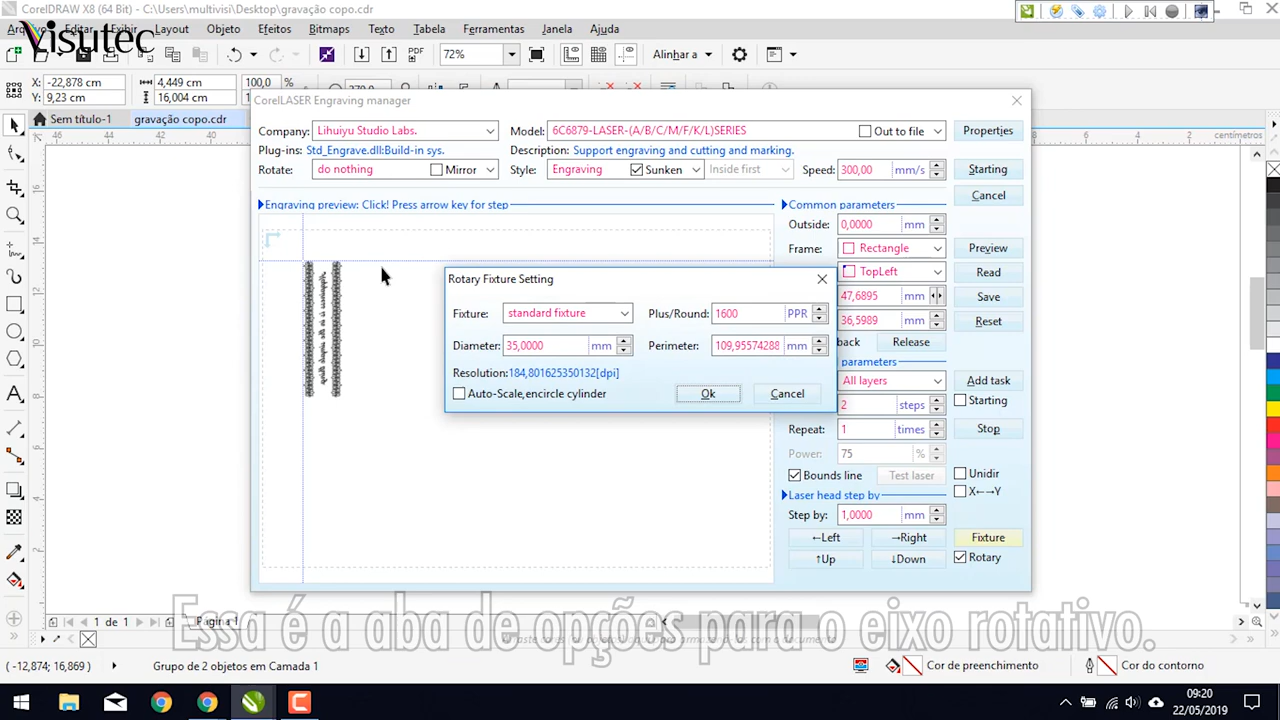 CorelDRAW X8 (64 Bit) - C:\Users\multivisi\Desktop\gravação copo.cdr
Visutec
Exibir Layout Objeto Efeitos Bitmaps Texto Tabela Ferramentas Janela Ajuda
PDF 72% Alinhar a
X: -22,878 cm 4,449 cm 100,0 %
Y: 9,23 cm 16,004 cm
Sem título-1 gravação copo.cdr
centímetros
CorelLASER Engraving manager
Company: Lihuiyu Studio Labs. Model: 6C6879-LASER-(A/B/C/M/F/K/L)SERIES Out to file Properties
Plug-ins: Std_Engrave.dll:Build-in sys. Description: Support engraving and cutting and marking.
Rotate: do nothing Mirror Style: Engraving Sunken Inside first Speed: 300,00 mm/s Starting
Cancel
Engraving preview: Click! Press arrow key for step Common parameters
Outside: 0,0000 mm
Frame: Rectangle Preview
TopLeft Read
47,6895 mm Save
36,5989 mm Reset
back Release
parameters
All layers Add task
2 steps Starting
Repeat: 1 times Stop
Power: 75 %
Bounds line Test laser Unidir
Laser head step by X←→Y
Step by: 1,0000 mm
←Left →Right Fixture
↑Up ↓Down Rotary
Rotary Fixture Setting
Fixture: standard fixture Plus/Round: 1600 PPR
Diameter: 35,0000 mm Perimeter: 109,95574288 mm
Resolution:184,801625350132[dpi]
Auto-Scale,encircle cylinder Ok Cancel
Essa é a aba de opções para o eixo rotativo.
1 de 1 Página 1
(-12,874; 16,869) Grupo de 2 objetos em Camada 1 Cor de preenchimento Cor do contorno
09:20
22/05/2019